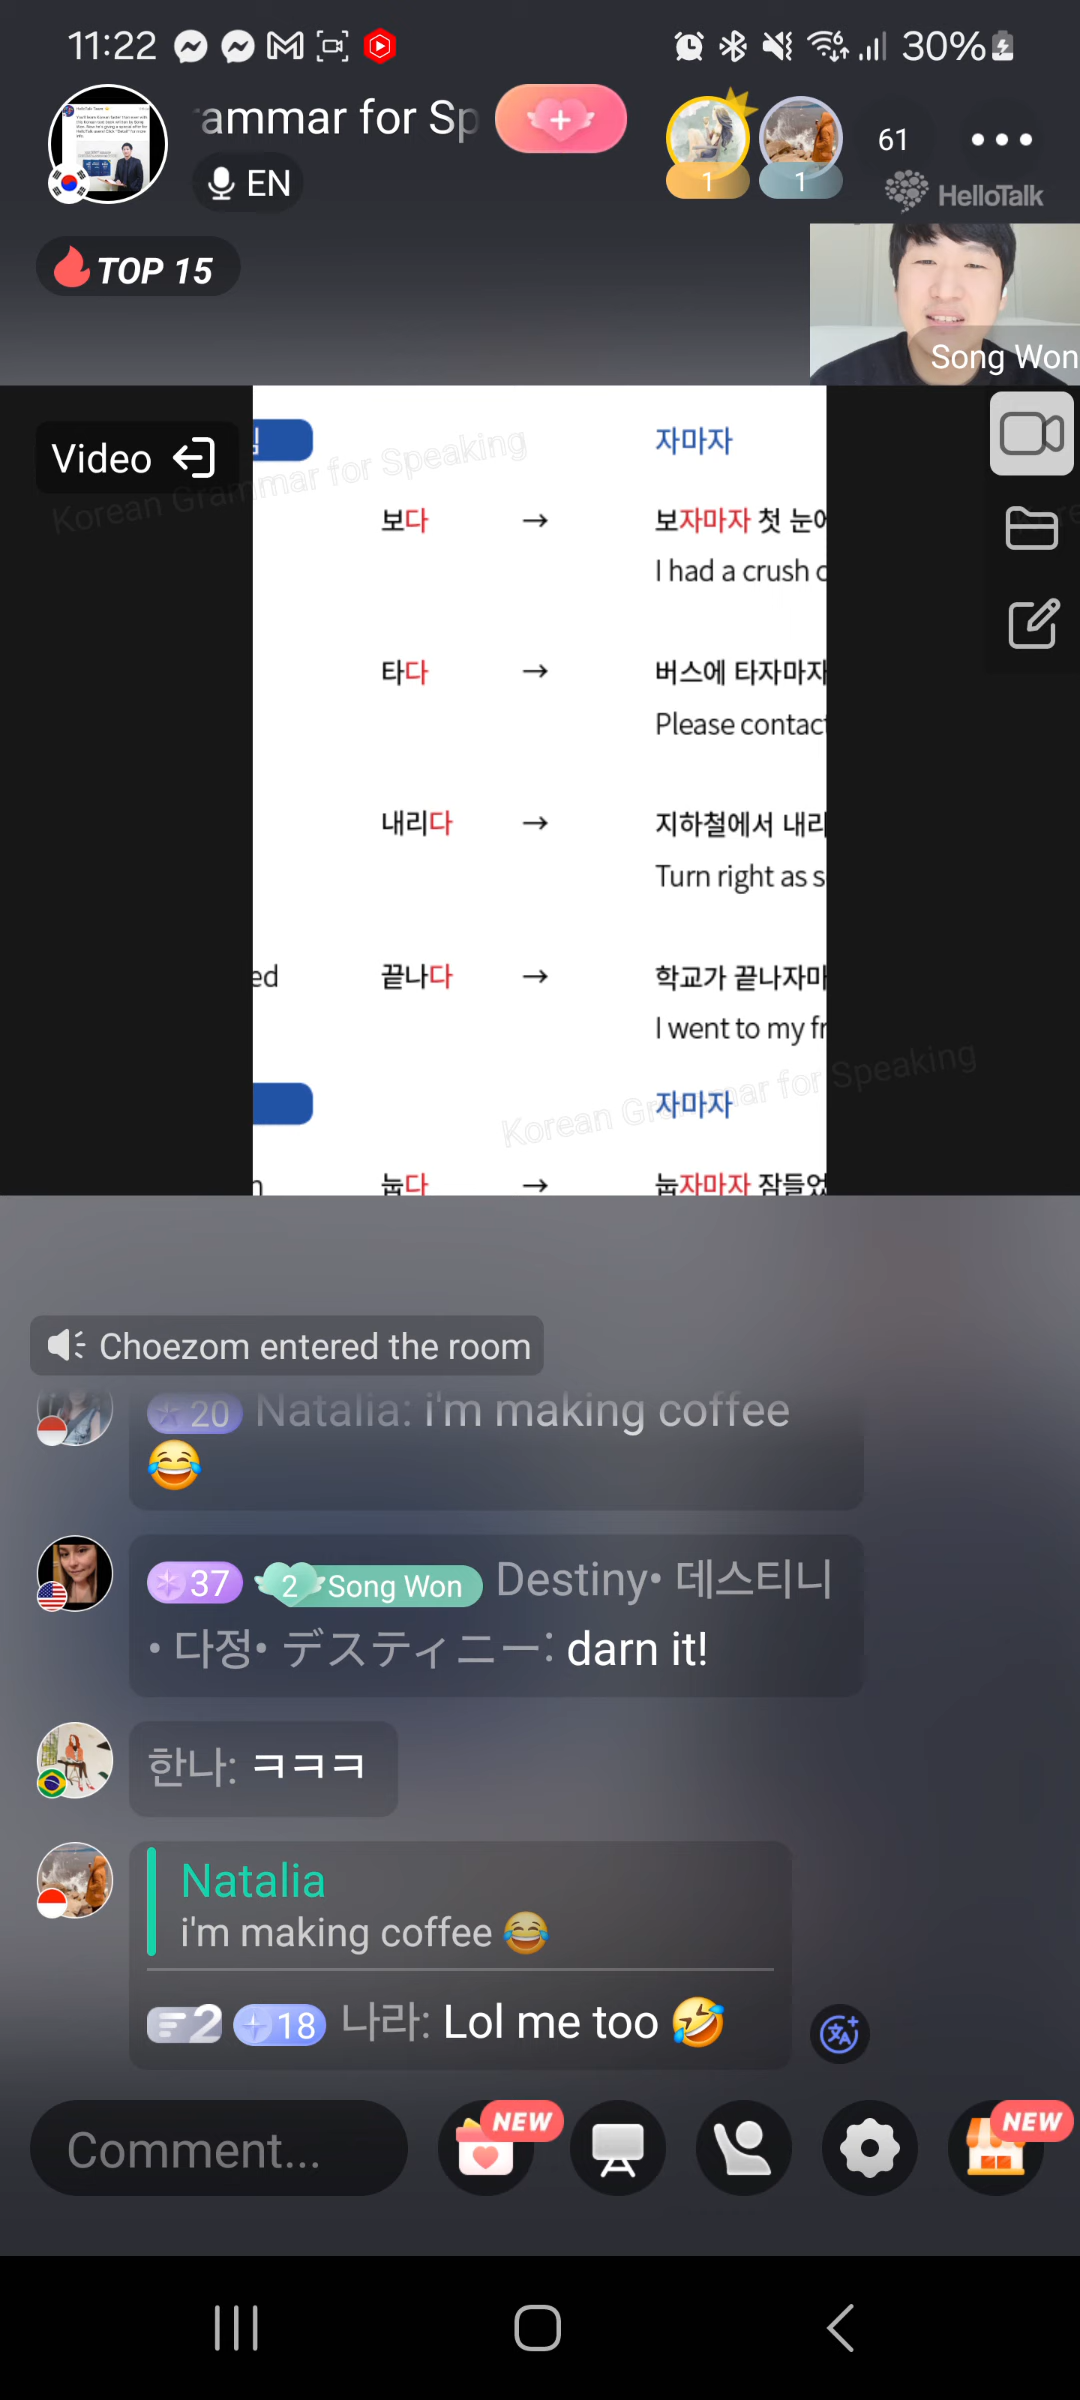 11:22
30%
ammar for Sp
EN
1
1
61
HelloTalk
TOP 15
Song Won
Video
자마자
Korean Grammar for Speaking
보다 → 보자마자 첫 눈에
I had a crush o
타다 → 버스에 타자마자
Please contact
내리다 → 지하철에서 내리
Turn right as s
ed 끝나다 → 학교가 끝나자마
I went to my fr
자마자
Korean Grammar for Speaking
눕다 → 눕자마자 잠들었
Choezom entered the room
20 Natalia: i'm making coffee
😂
37 2 Song Won Destiny• 데스티니
• 다정• デスティニー: darn it!
한나: ㅋㅋㅋ
Natalia
i'm making coffee 😂
2 18 나라: Lol me too 🤣
Comment...
NEW
NEW